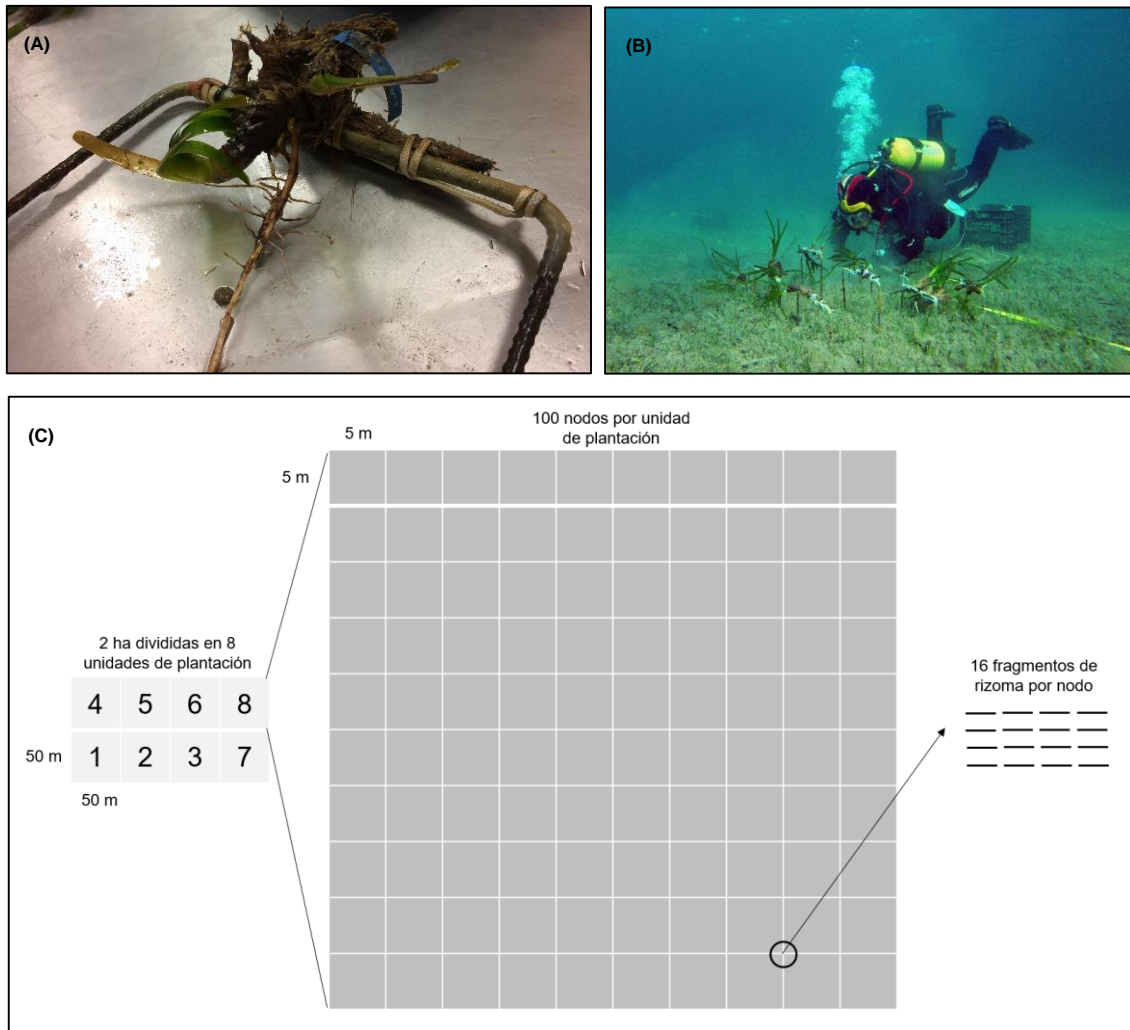 (A)
(B)
(C)
5 m
100 nodos por unidad
de plantación
5 m
2 ha divididas en 8
unidades de plantación
4 5 6 8
1 2 3 7
50 m
50 m
16 fragmentos de
rizoma por nodo